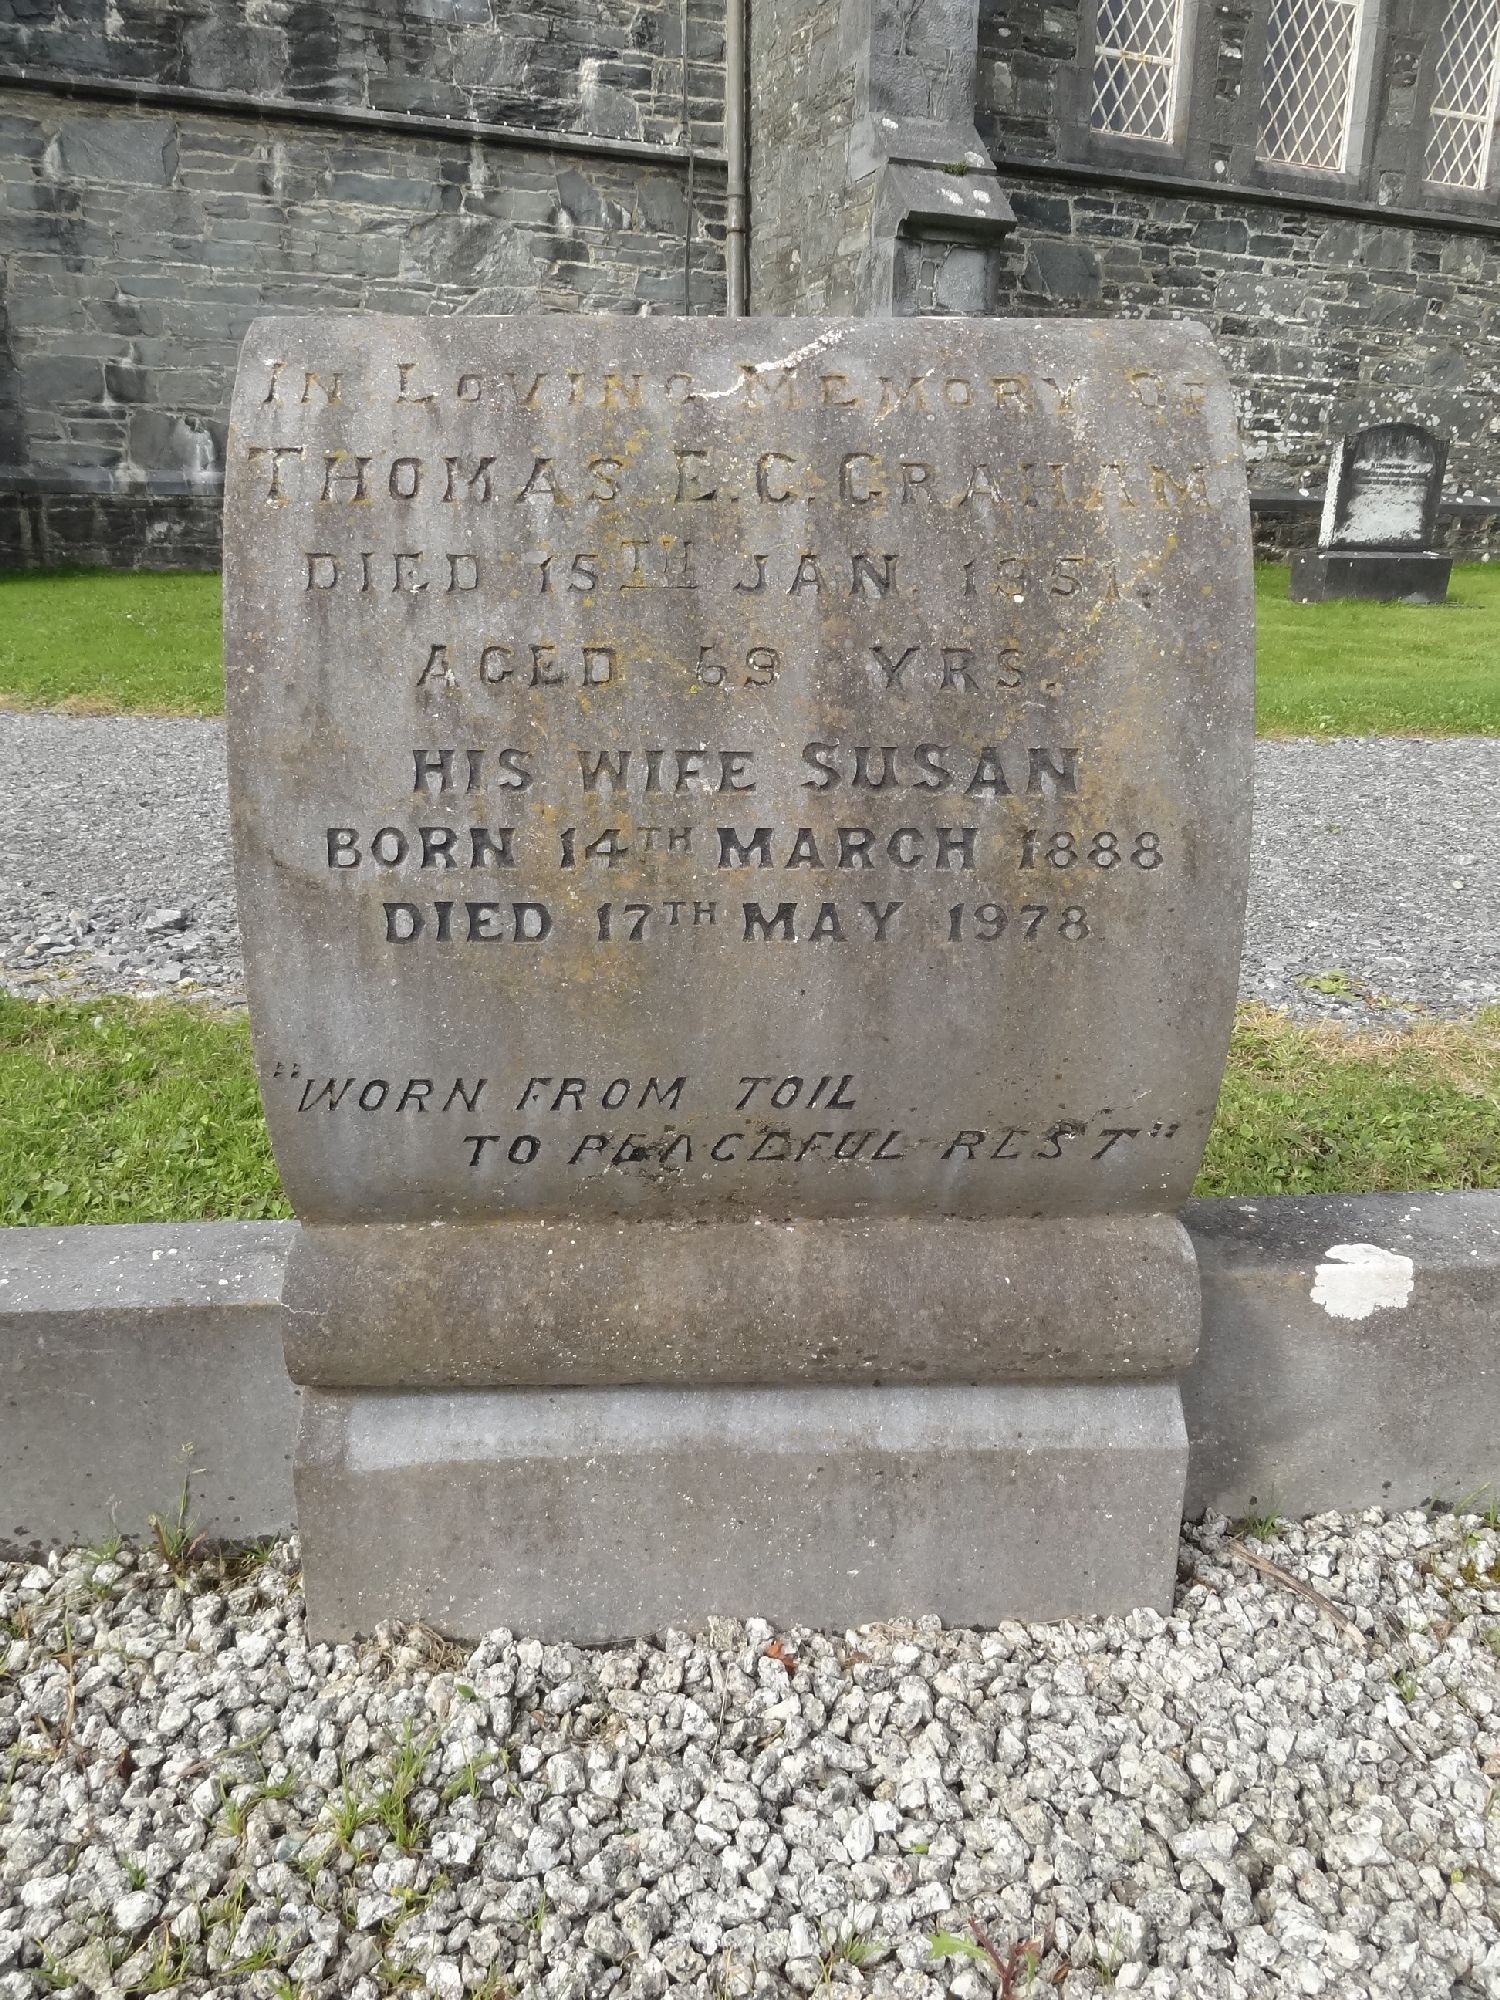 IN LOVING MEMORY OF
THOMAS E.C. GRAHAM
DIED 15TH JAN. 1951.
AGED 69 YRS.
HIS WIFE SUSAN
BORN 14TH MARCH 1888
DIED 17TH MAY 1978.
"WORN FROM TOIL
TO PEACEFUL REST"